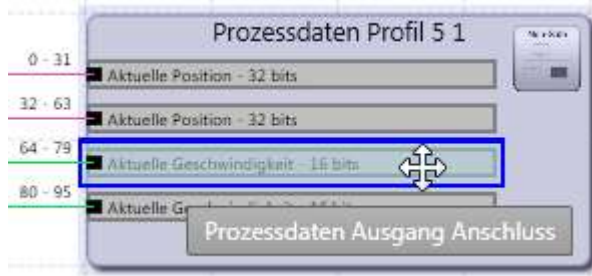 Prozessdaten Profil 5 1
0 - 31
Aktuelle Position - 32 bits
32 - 63
Aktuelle Position - 32 bits
64 - 79
Aktuelle Geschwindigkeit - 16 bits
80 - 95
Aktuelle
Prozessdaten Ausgang Anschluss